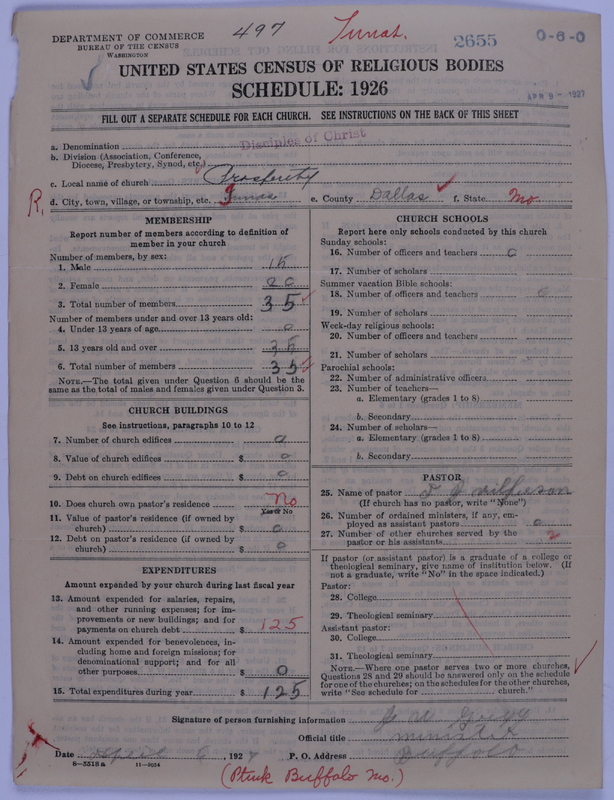 497
Tunas.
2655
0-6-0
DEPARTMENT OF COMMERCE
BUREAU OF THE CENSUS
WASHINGTON
UNITED STATES CENSUS OF RELIGIOUS BODIES
SCHEDULE: 1926
APR 9 - 1927
FILL OUT A SEPARATE SCHEDULE FOR EACH CHURCH. SEE INSTRUCTIONS ON THE BACK OF THIS SHEET
a. Denomination Disciples of Christ
b. Division (Association, Conference,
Diocese, Presbytery, Synod, etc.)
c. Local name of church Prosperity
R. d. City, town, village, or township, etc. Tunas e. County Dallas f. State Mo.
MEMBERSHIP
Report number of members according to definition of
member in your church
Number of members, by sex:
1. Male 15
2. Female 20
3. Total number of members 35
Number of members under and over 13 years old:
4. Under 13 years of age 0
5. 13 years old and over 35
6. Total number of members 35
NOTE.—The total given under Question 6 should be
same as the total of males and females given under Question 3.
CHURCH BUILDINGS
See instructions, paragraphs 10 to 12
7. Number of church edifices 0
8. Value of church edifices $ 0
9. Debt on church edifices $ 0
10. Does church own pastor's residence No
Yes or No
11. Value of pastor's residence (if owned by
church) $ 0
12. Debt on pastor's residence (if owned by
church) $ 0
EXPENDITURES
Amount expended by your church during last fiscal year
13. Amount expended for salaries, repairs,
and other running expenses; for im-
provements or new buildings; and for
payments on church debt $ 125
14. Amount expended for benevolences, in-
cluding home and foreign missions; for
denominational support; and for all
other purposes $ 0
15. Total expenditures during year $ 125
CHURCH SCHOOLS
Report here only schools conducted by this church
Sunday schools:
16. Number of officers and teachers 0
17. Number of scholars
Summer vacation Bible schools:
18. Number of officers and teachers 0
19. Number of scholars
Week-day religious schools:
20. Number of officers and teachers
21. Number of scholars
Parochial schools:
22. Number of administrative officers
23. Number of teachers—
a. Elementary (grades 1 to 8)
b. Secondary
24. Number of scholars—
a. Elementary (grades 1 to 8)
b. Secondary
PASTOR
25. Name of pastor
(If church has no pastor, write "None")
26. Number of ordained ministers, if any, em-
ployed as assistant pastors 0
27. Number of other churches served by the
pastor or his assistants 2
If pastor (or assistant pastor) is a graduate of a college or
theological seminary, give name of institution below. (If
not a graduate, write "No" in the space indicated.)
Pastor:
28. College
29. Theological seminary
Assistant pastor:
30. College
31. Theological seminary
NOTE.—Where one pastor serves two or more churches,
Questions 28 and 29 should be answered only on the schedule
for one of the churches; on the schedules for the other churches,
write "See schedule for church."
Signature of person furnishing information
Official title minister
Date April 6, 1927 P. O. Address Buffalo
8-5518a 11-8054
(Ptmk Buffalo Mo.)